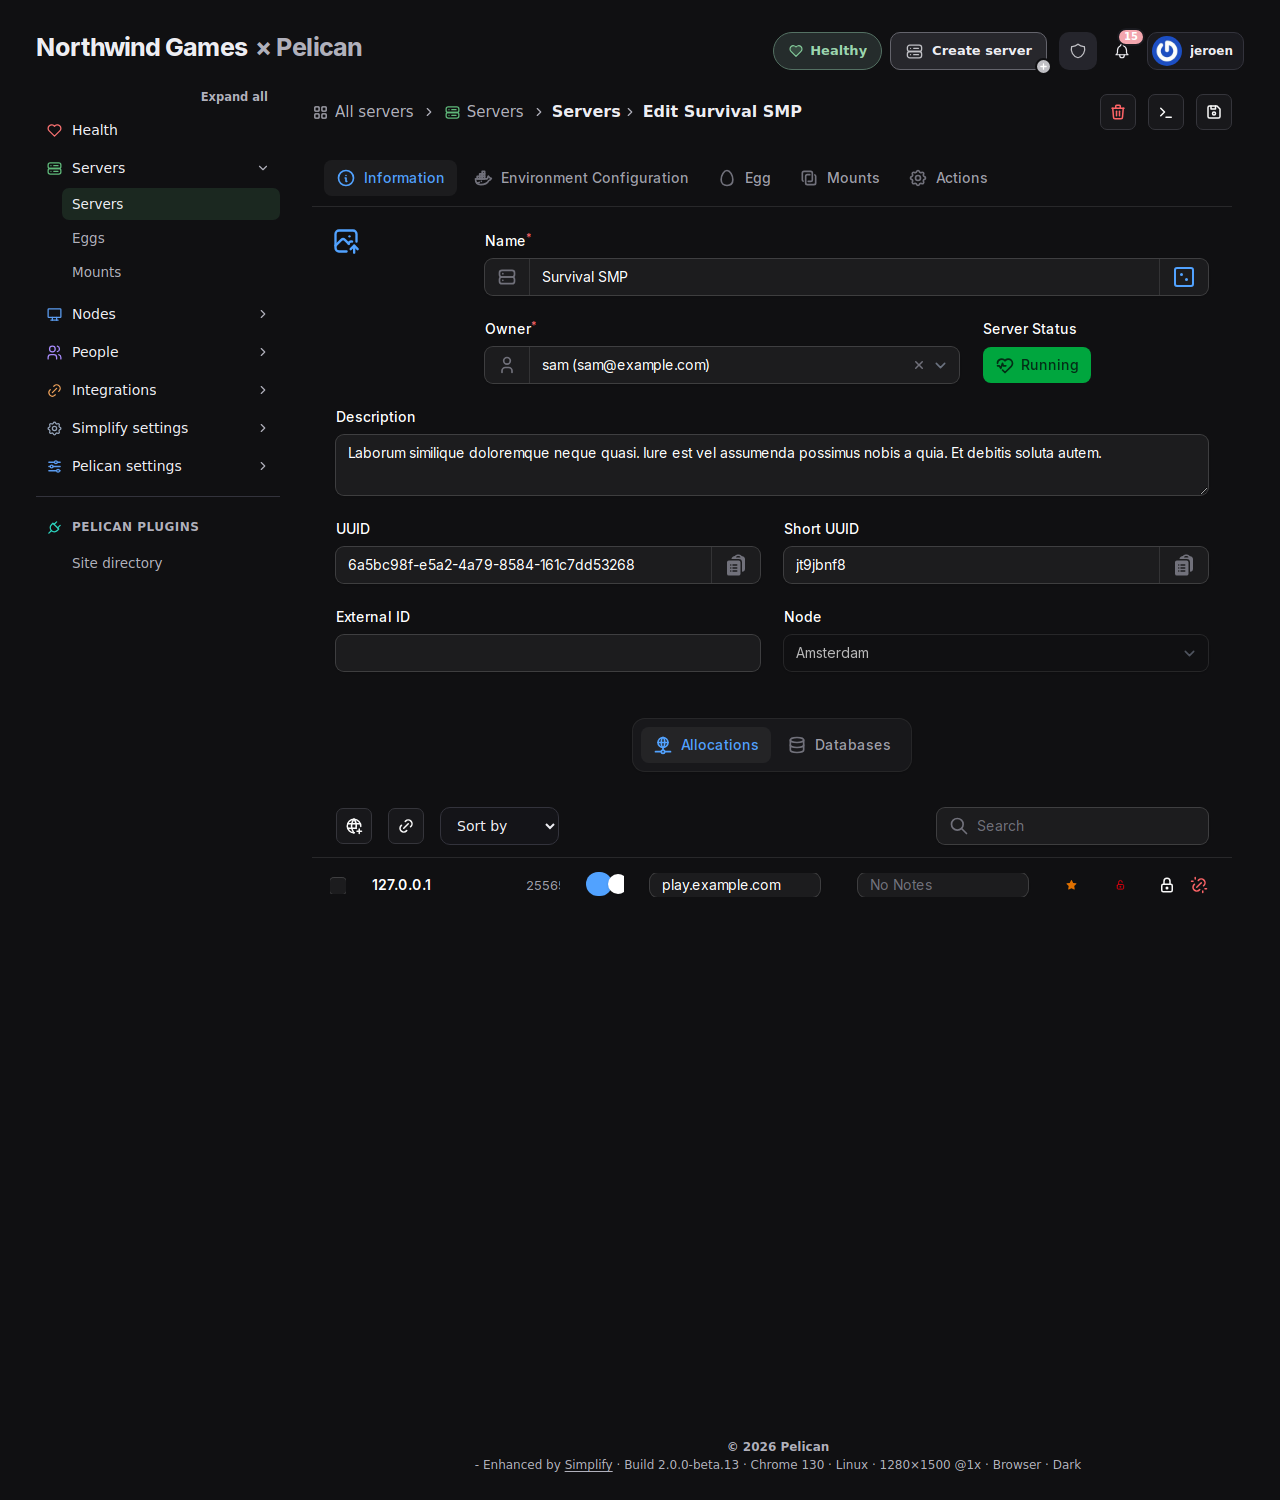 Northwind Games × Pelican
Healthy
Create server
15
jeroen
Expand all
Health
Servers
Servers
Eggs
Mounts
Nodes
People
Integrations
Simplify settings
Pelican settings
PELICAN PLUGINS
Site directory
All servers › Servers › Servers › Edit Survival SMP
Information
Environment Configuration
Egg
Mounts
Actions
Name*
Survival SMP
Owner*
Server Status
sam (sam@example.com)
Running
Description
Laborum similique doloremque neque quasi. Iure est vel assumenda possimus nobis a quia. Et debitis soluta autem.
UUID
Short UUID
6a5bc98f-e5a2-4a79-8584-161c7dd53268
jt9jbnf8
External ID
Node
Amsterdam
Allocations
Databases
Sort by
Search
127.0.0.1
play.example.com
No Notes
© 2026 Pelican
- Enhanced by Simplify · Build 2.0.0-beta.13 · Chrome 130 · Linux · 1280×1500 @1x · Browser · Dark